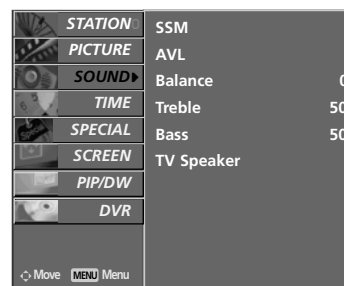 STATION
PICTURE
SOUND
TIME
SPECIAL
SCREEN
PIP/DW
DVR
Move MENU Menu
SSM
AVL
Balance 0
Treble 50
Bass 50
TV Speaker